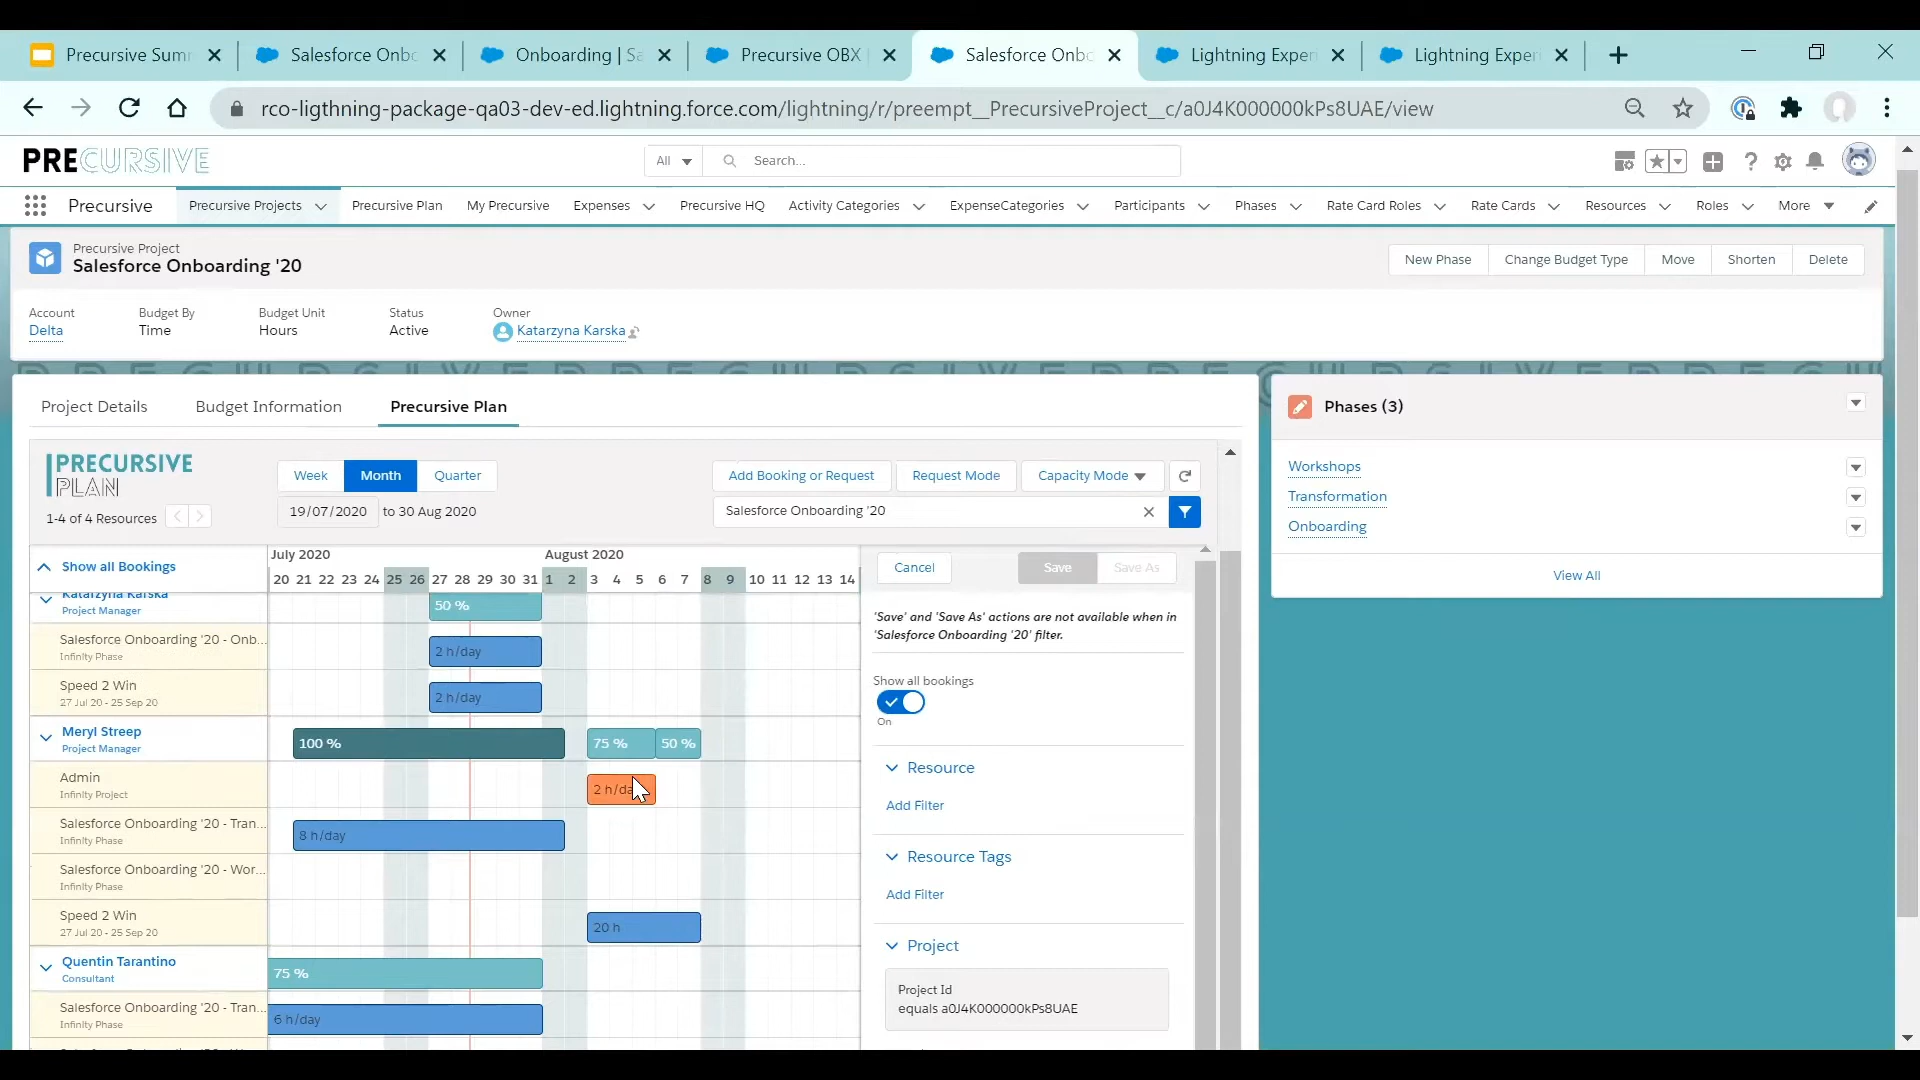 Precursive Sum
Salesforce Onbo
Onboarding | Sa
Precursive OBX
Salesforce Onbo
Lightning Experi
Lightning Experi
rco-ligthning-package-qa03-dev-ed.lightning.force.com/lightning/r/preempt__PrecursiveProject__c/a0J4K000000kPs8UAE/view
PRECURSIVE
All
Search...
Precursive
Precursive Projects
Precursive Plan
My Precursive
Expenses
Precursive HQ
Activity Categories
ExpenseCategories
Participants
Phases
Rate Card Roles
Rate Cards
Resources
Roles
More
Precursive Project
Salesforce Onboarding '20
New Phase
Change Budget Type
Move
Shorten
Delete
Account
Delta
Budget By
Time
Budget Unit
Hours
Status
Active
Owner
Katarzyna Karska
Project Details
Budget Information
Precursive Plan
PRECURSIVE
PLAN
1-4 of 4 Resources
Week
Month
Quarter
19/07/2020 to 30 Aug 2020
Add Booking or Request
Request Mode
Capacity Mode
Salesforce Onboarding '20
Show all Bookings
July 2020
August 2020
20 21 22 23 24 25 26 27 28 29 30 31 1 2 3 4 5 6 7 8 9 10 11 12 13 14
Katarzyna Karska
Project Manager
50 %
Salesforce Onboarding '20 - Onb...
Infinity Phase
2 h/day
Speed 2 Win
27 Jul 20 - 25 Sep 20
2 h/day
Meryl Streep
Project Manager
100 %
75 %
50 %
Admin
Infinity Project
2 h/da
Salesforce Onboarding '20 - Tran...
Infinity Phase
8 h/day
Salesforce Onboarding '20 - Wor...
Infinity Phase
Speed 2 Win
27 Jul 20 - 25 Sep 20
20 h
Quentin Tarantino
Consultant
75 %
Salesforce Onboarding '20 - Tran...
Infinity Phase
6 h/day
Cancel
Save
Save As
'Save' and 'Save As' actions are not available when in
'Salesforce Onboarding '20' filter.
Show all bookings
On
Resource
Add Filter
Resource Tags
Add Filter
Project
Project Id
equals a0J4K000000kPs8UAE
Phases (3)
Workshops
Transformation
Onboarding
View All